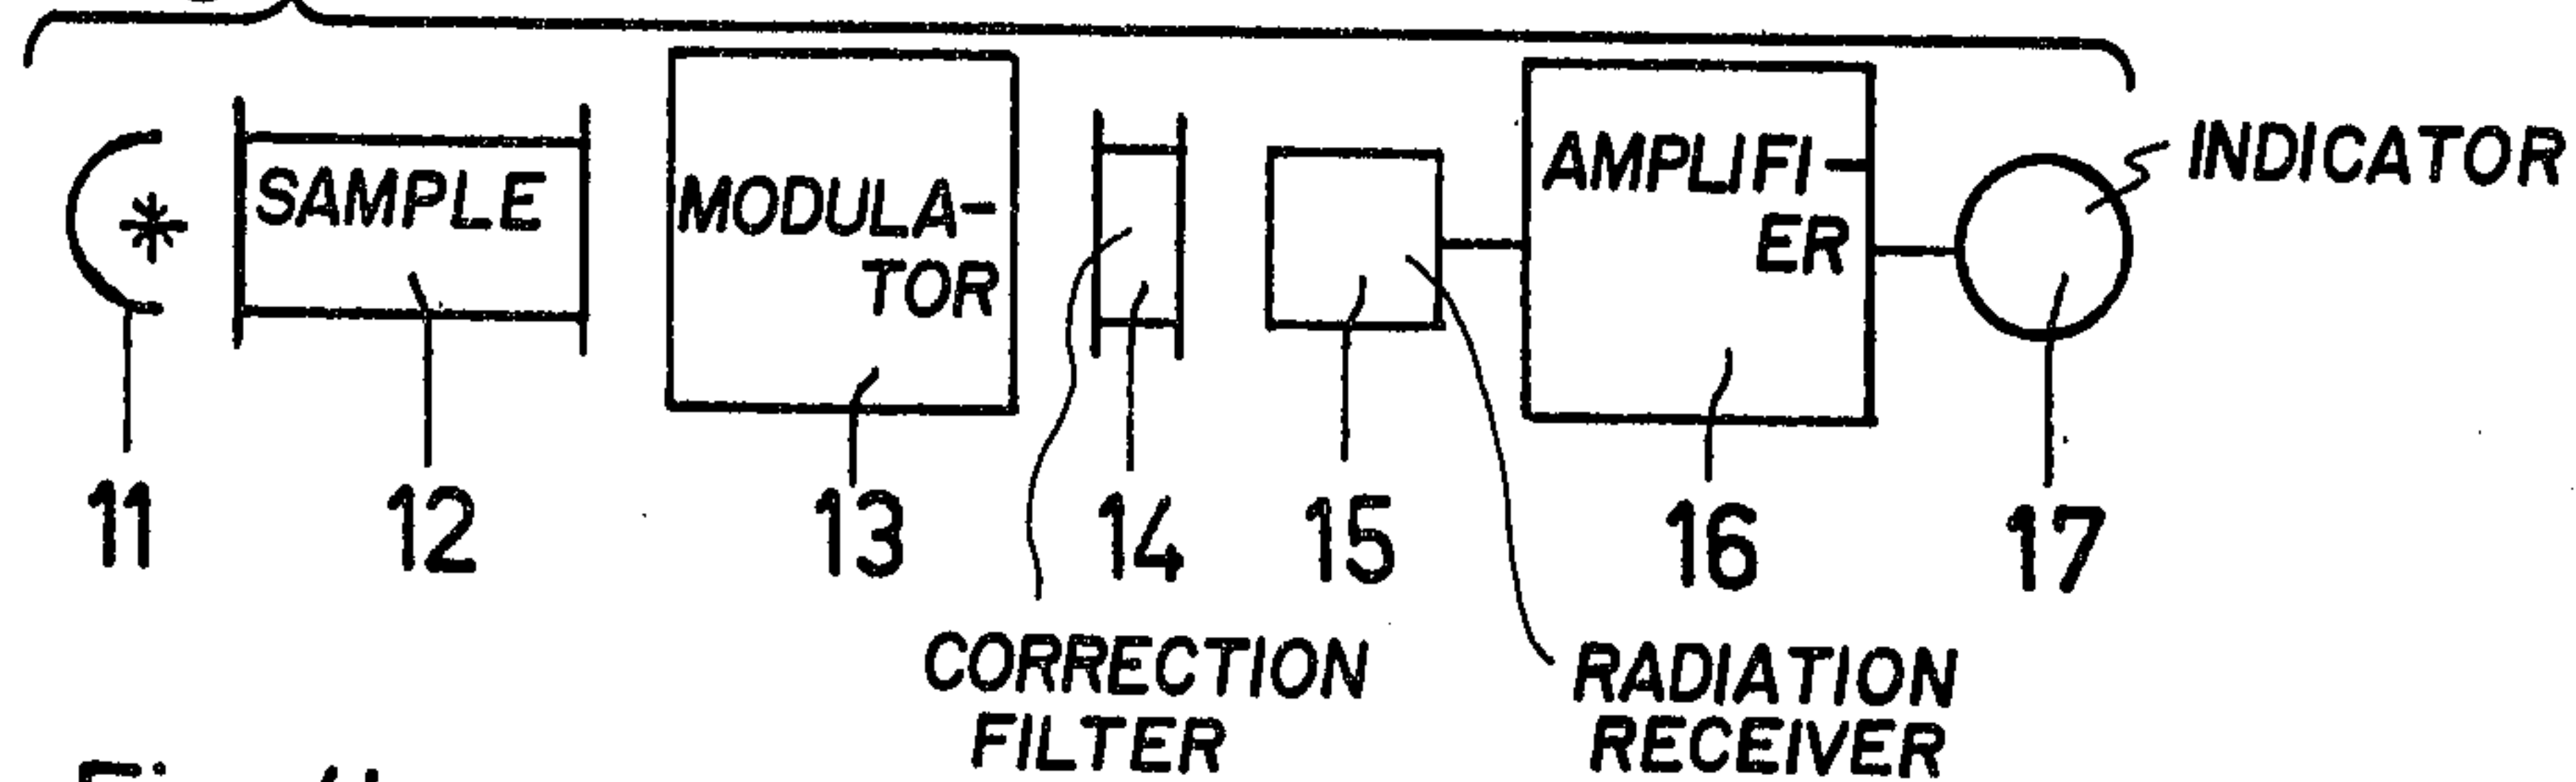 SAMPLE
MODULA-
TOR
AMPLIFI-
ER
INDICATOR
11 12 13 14 15 16 17
CORRECTION
FILTER
RADIATION
RECEIVER